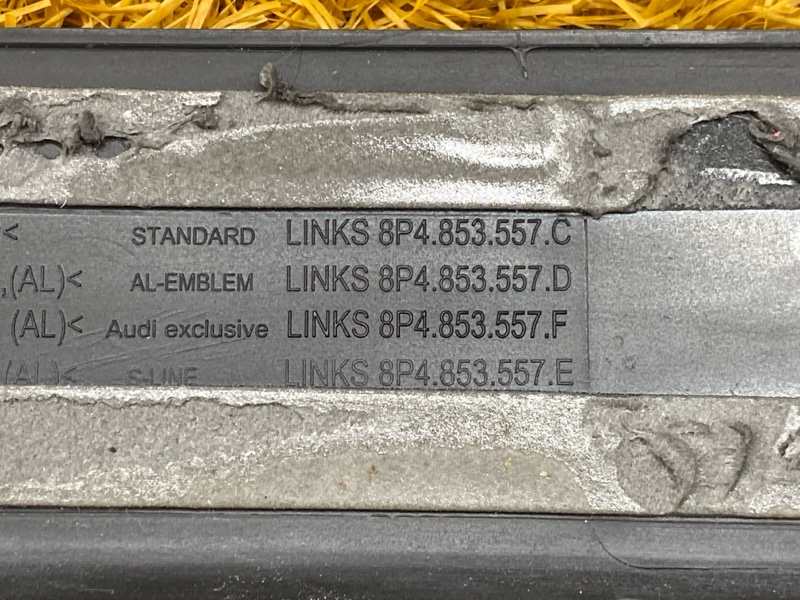 < STANDARD LINKS 8P4.853.557.C
,(AL)< AL-EMBLEM LINKS 8P4.853.557.D
(AL)< Audi exclusive LINKS 8P4.853.557.F
(AL)< S-LINE LINKS 8P4.853.557.E